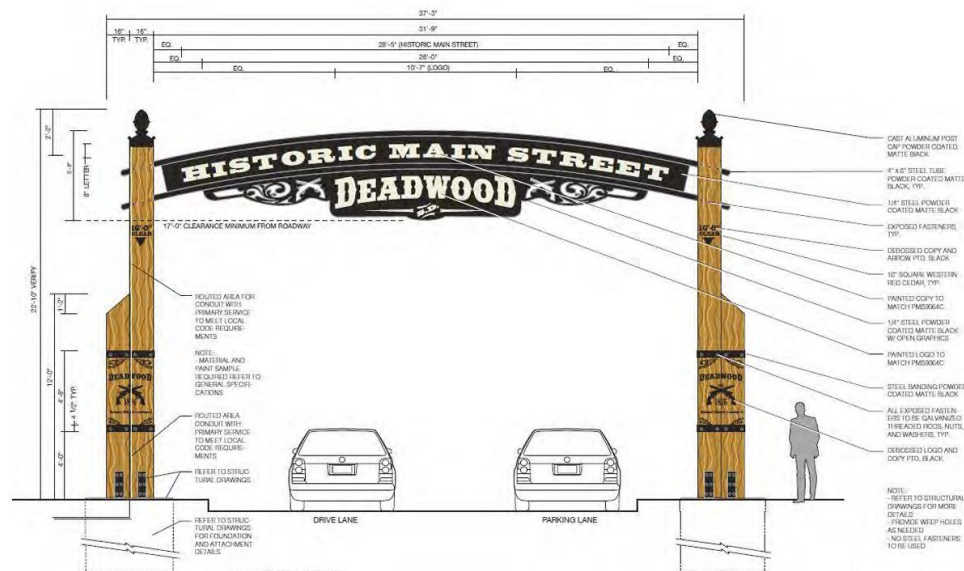 37'-3"
16" 16" 31'-9"
TYP. TYP.
EQ. 28'-5" (HISTORIC MAIN STREET) EQ.
EQ. 26'-0" EQ.
EQ. 10'-7" (LOGO) EQ.
2'-0"
8" LETTER
22'-10" VERIFY
1'-2"
12'-0"
4'-8"
4 1/2" TYP.
4'-0"
HISTORIC MAIN STREET
DEADWOOD
S.D.
17'-0" CLEARANCE MINIMUM FROM ROADWAY
16'-0"
CLEAR
16'-0"
CLEAR
ROUTED AREA FOR
CONDUIT WITH
PRIMARY SERVICE
TO MEET LOCAL
CODE REQUIRE-
MENTS
NOTE:
- MATERIAL AND
PAINT SAMPLE
REQUIRED REFER TO
GENERAL SPECIFI-
CATIONS
ROUTED AREA
CONDUIT WITH
PRIMARY SERVICE
TO MEET LOCAL
CODE REQUIRE-
MENTS
REFER TO STRUC
TURAL DRAWINGS
REFER TO STRUC-
TURAL DRAWINGS
FOR FOUNDATION
AND ATTACHMENT
DETAILS
DEADWOOD
DEADWOOD
DRIVE LANE
PARKING LANE
CAST ALUMINUM POST
CAP POWDER COATED
MATTE BLACK
4" x 6" STEEL TUBE
POWDER COATED MATTE
BLACK, TYP.
1/4" STEEL POWDER
COATED MATTE BLACK
EXPOSED FASTENERS,
TYP.
DEBOSSED COPY AND
ARROW PTD. BLACK
16" SQUARE WESTERN
RED CEDAR, TYP.
PAINTED COPY TO
MATCH PMS9064C
1/4" STEEL POWDER
COATED MATTE BLACK
W/ OPEN GRAPHICS
PAINTED LOGO TO
MATCH PMS9064C
STEEL BANDING POWDER
COATED MATTE BLACK
ALL EXPOSED FASTEN-
ERS TO BE GALVANIZED
THREADED RODS, NUTS,
AND WASHERS, TYP.
DEBOSSED LOGO AND
COPY PTD. BLACK
NOTE:
- REFER TO STRUCTURAL
DRAWINGS FOR MORE
DETAILS
- PROVIDE WEEP HOLES
AS NEEDED
- NO STEEL FASTENERS
TO BE USED